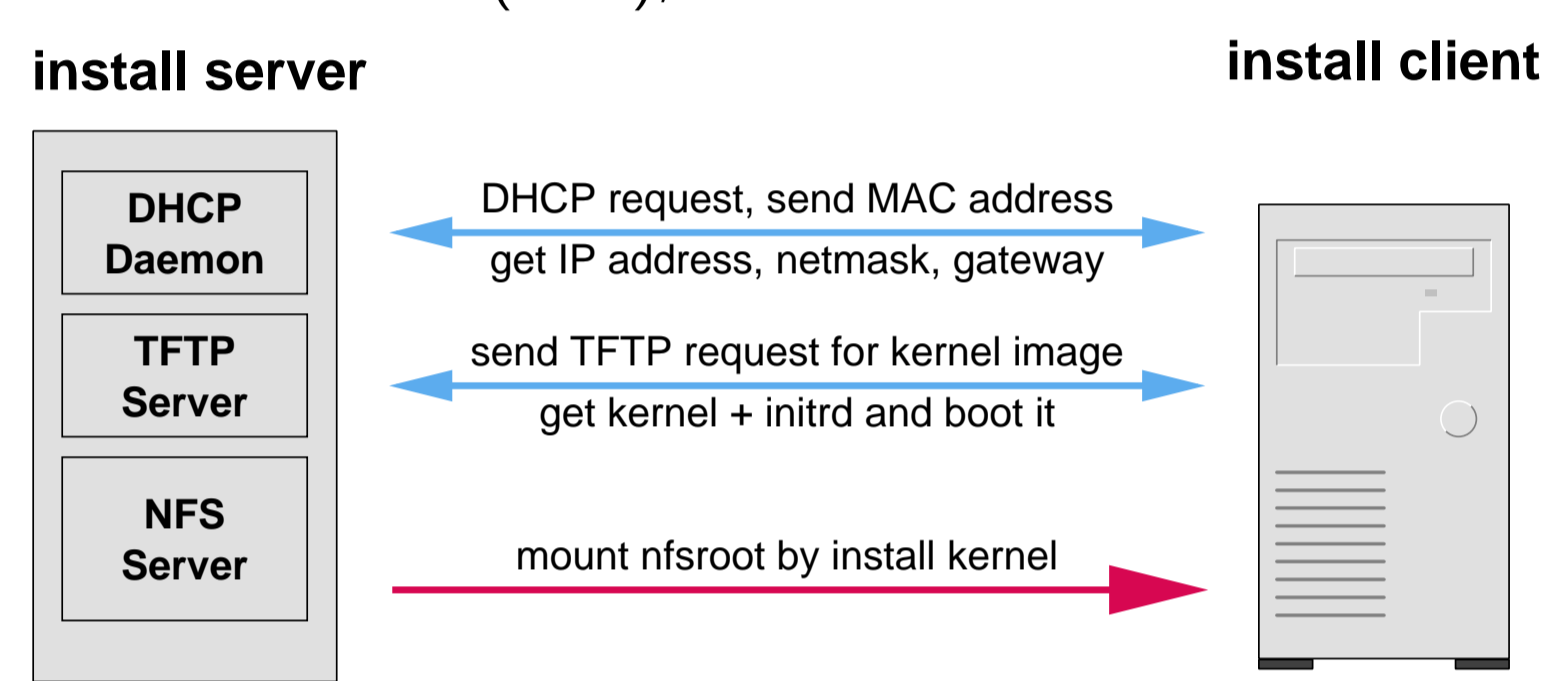 install server
install client
DHCP
Daemon
DHCP request, send MAC address
get IP address, netmask, gateway
TFTP
Server
send TFTP request for kernel image
get kernel + initrd and boot it
NFS
Server
mount nfsroot by install kernel